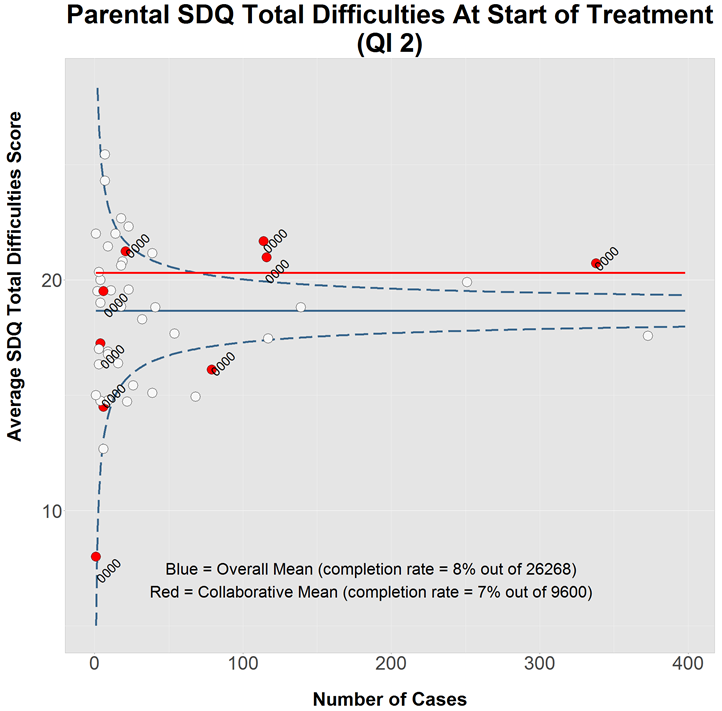 Parental SDQ Total Difficulties At Start of Treatment
(QI 2)
Average SDQ Total Difficulties Score
20
10
0000
0000
0000
0000
0000
0000
0000
0000
0000
Blue = Overall Mean (completion rate = 8% out of 26268)
Red = Collaborative Mean (completion rate = 7% out of 9600)
0
100
200
300
400
Number of Cases